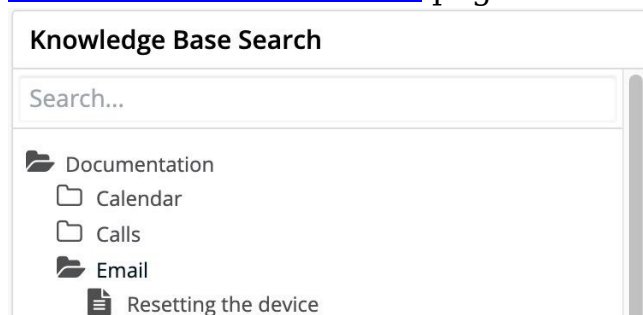 Knowledge Base Search
Search...
Documentation
Calendar
Calls
Email
Resetting the device